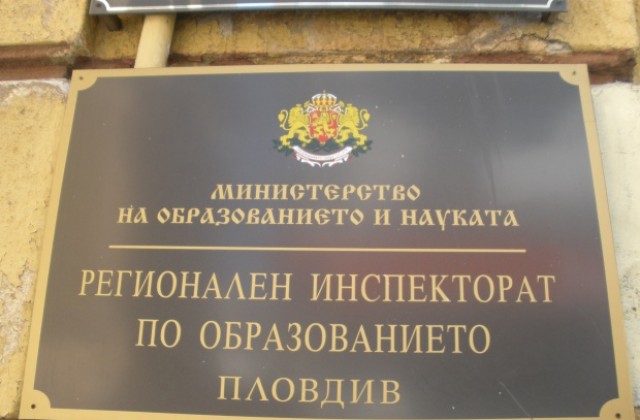 МИНИСТЕРСТВО
НА ОБРАЗОВАНИЕТО И НАУКАТА
РЕГИОНАЛЕН ИНСПЕКТОРАТ
ПО ОБРАЗОВАНИЕТО
ПЛОВДИВ